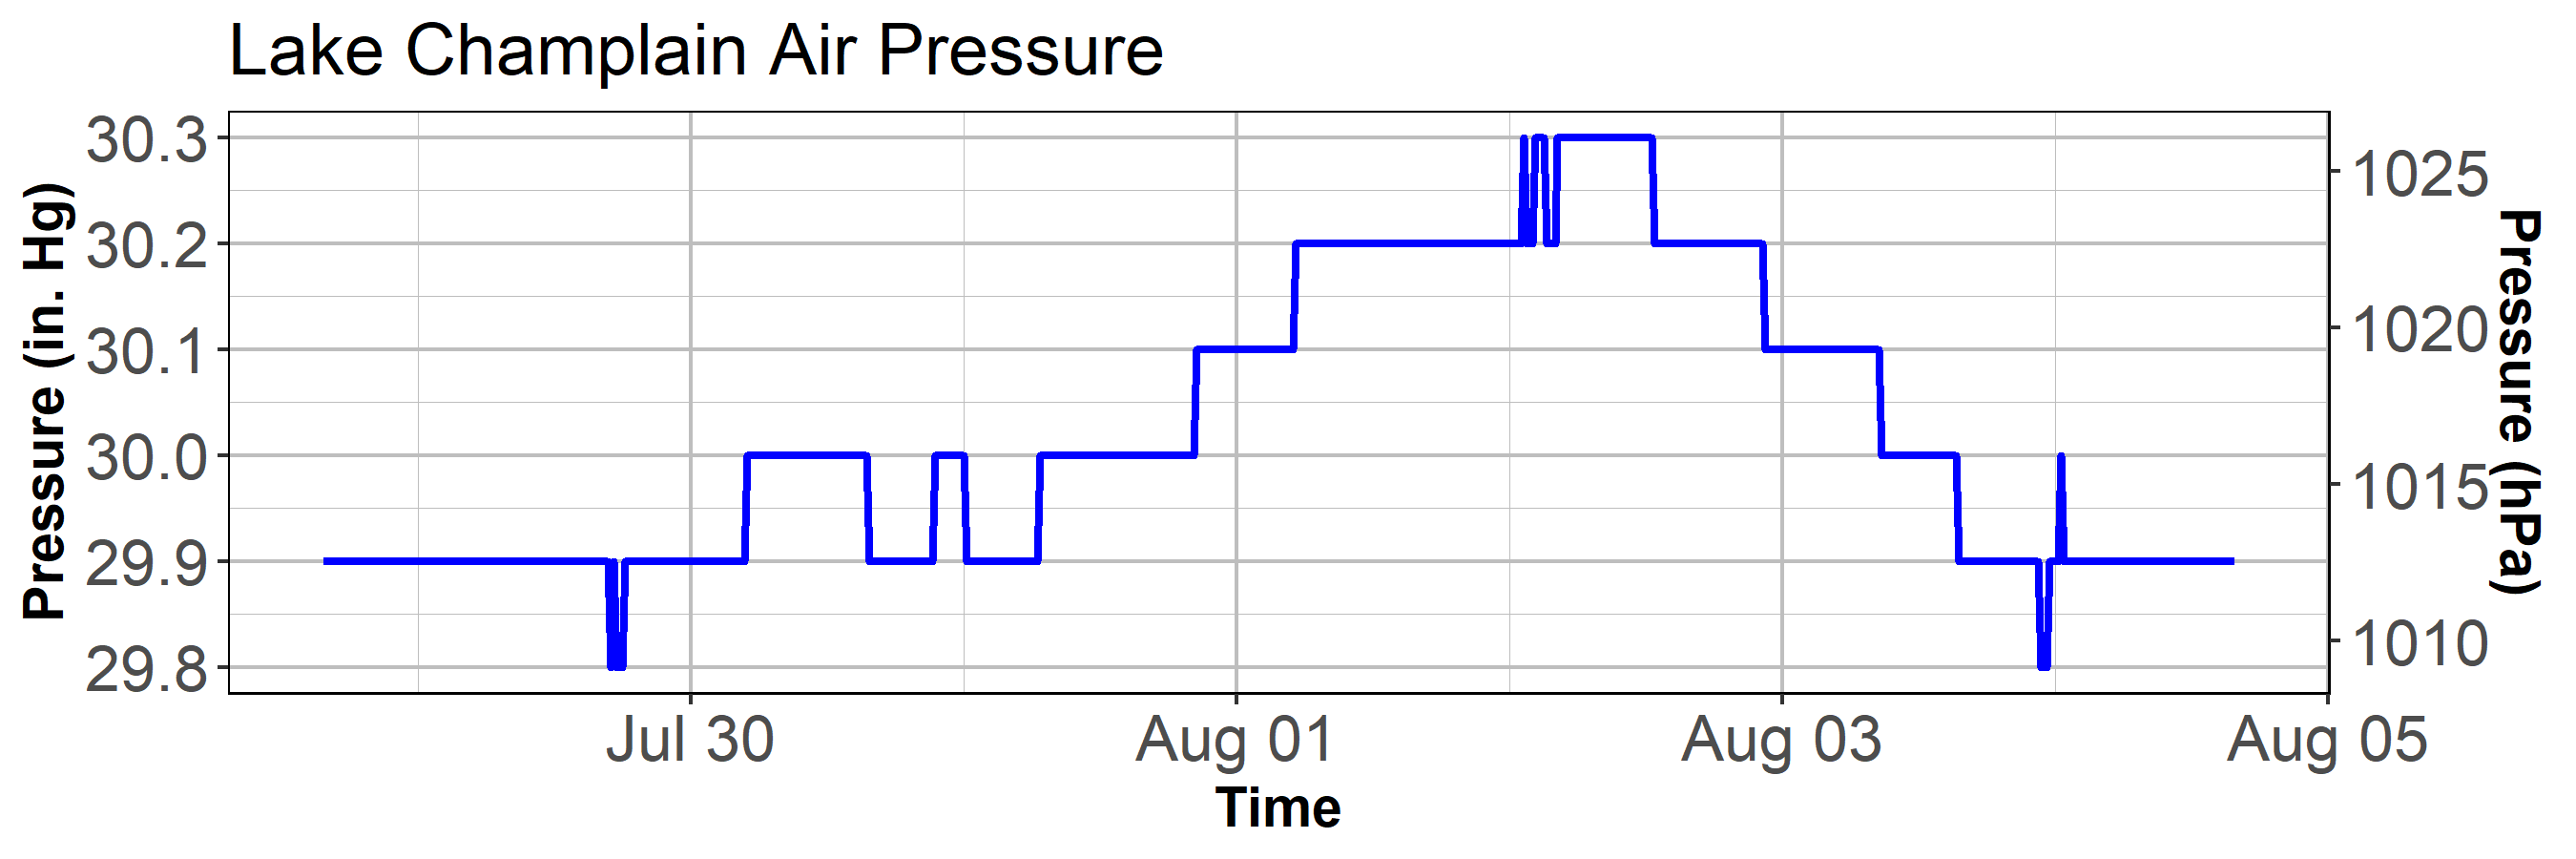 Lake Champlain Air Pressure
Pressure (in. Hg)
30.3
30.2
30.1
30.0
29.9
29.8
1025
1020
1015
1010
Pressure (hPa)
Jul 30 Aug 01 Aug 03 Aug 05
Time